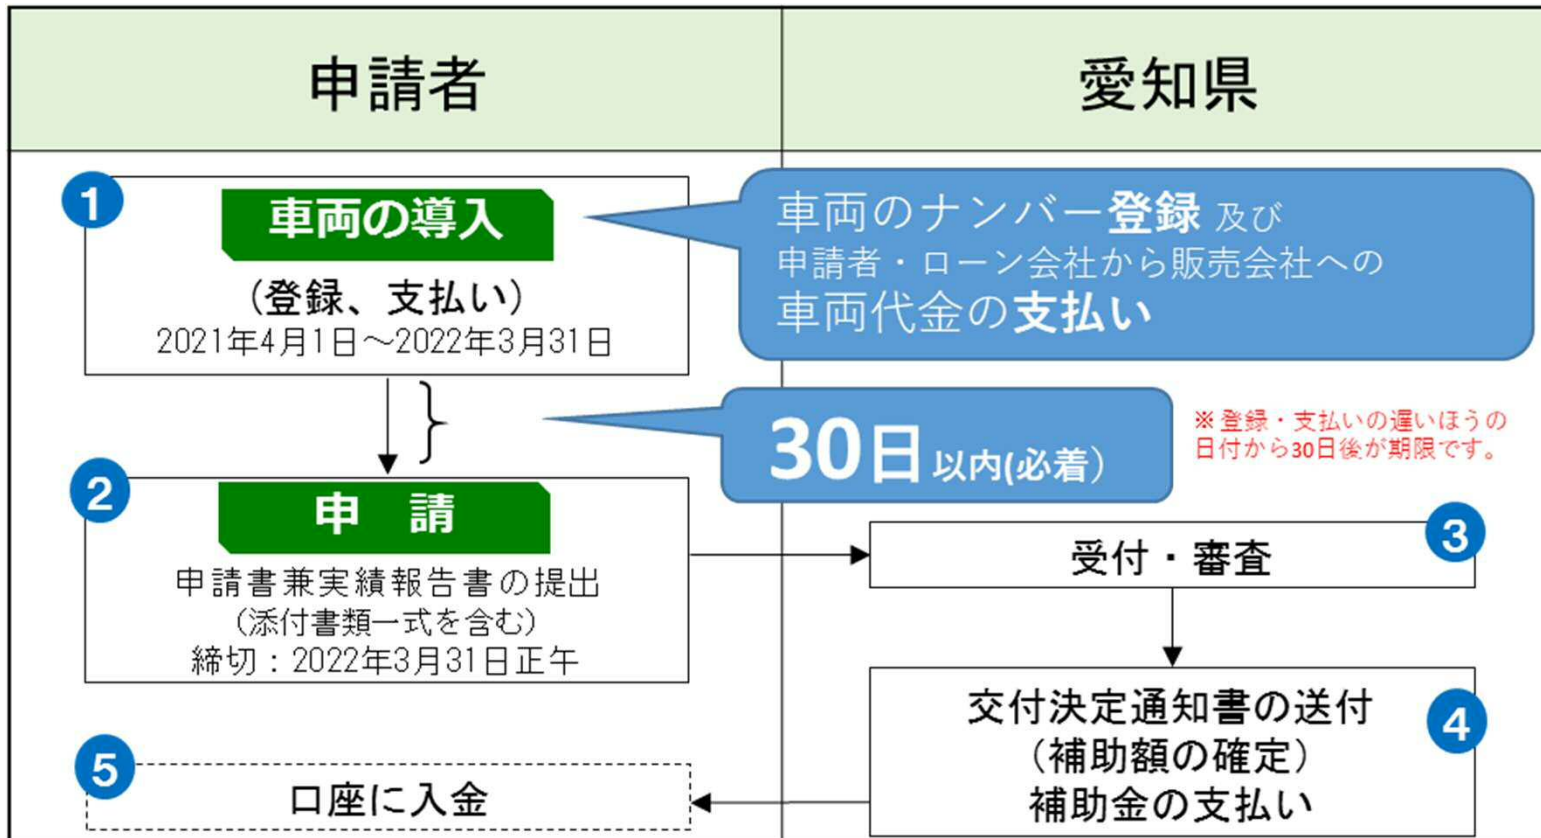 申請者
愛知県
1
車両の導入
(登録、支払い)
2021年4月1日～2022年3月31日
車両のナンバー登録 及び
申請者・ローン会社から販売会社への
車両代金の支払い
30日以内(必着)
※登録・支払いの遅いほうの
日付から30日後が期限です。
2
申 請
申請書兼実績報告書の提出
(添付書類一式を含む)
締切：2022年3月31日正午
3
受付・審査
4
交付決定通知書の送付
(補助額の確定)
補助金の支払い
5
口座に入金